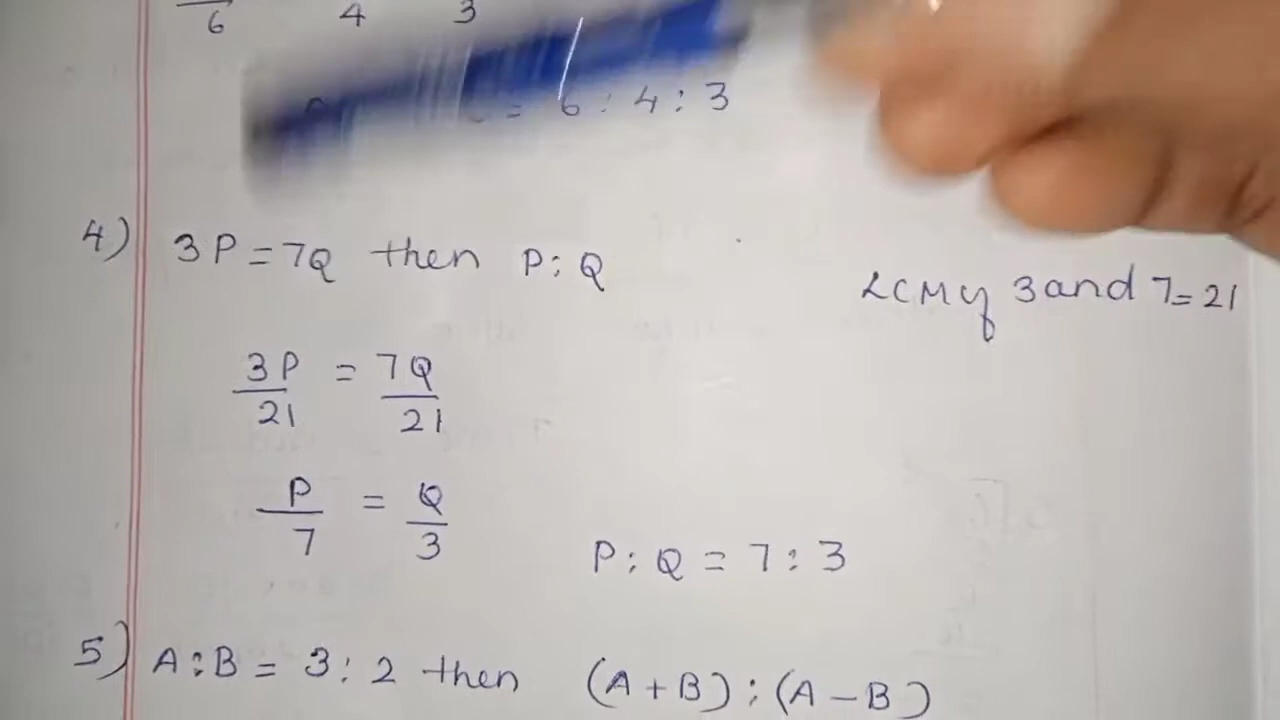 6 4 3
= 6 : 4 : 3
4) 3P = 7Q then P : Q
LCM of 3 and 7 = 21
3P/21 = 7Q/21
P/7 = Q/3
P : Q = 7 : 3
5) A : B = 3 : 2 then (A + B) : (A - B)